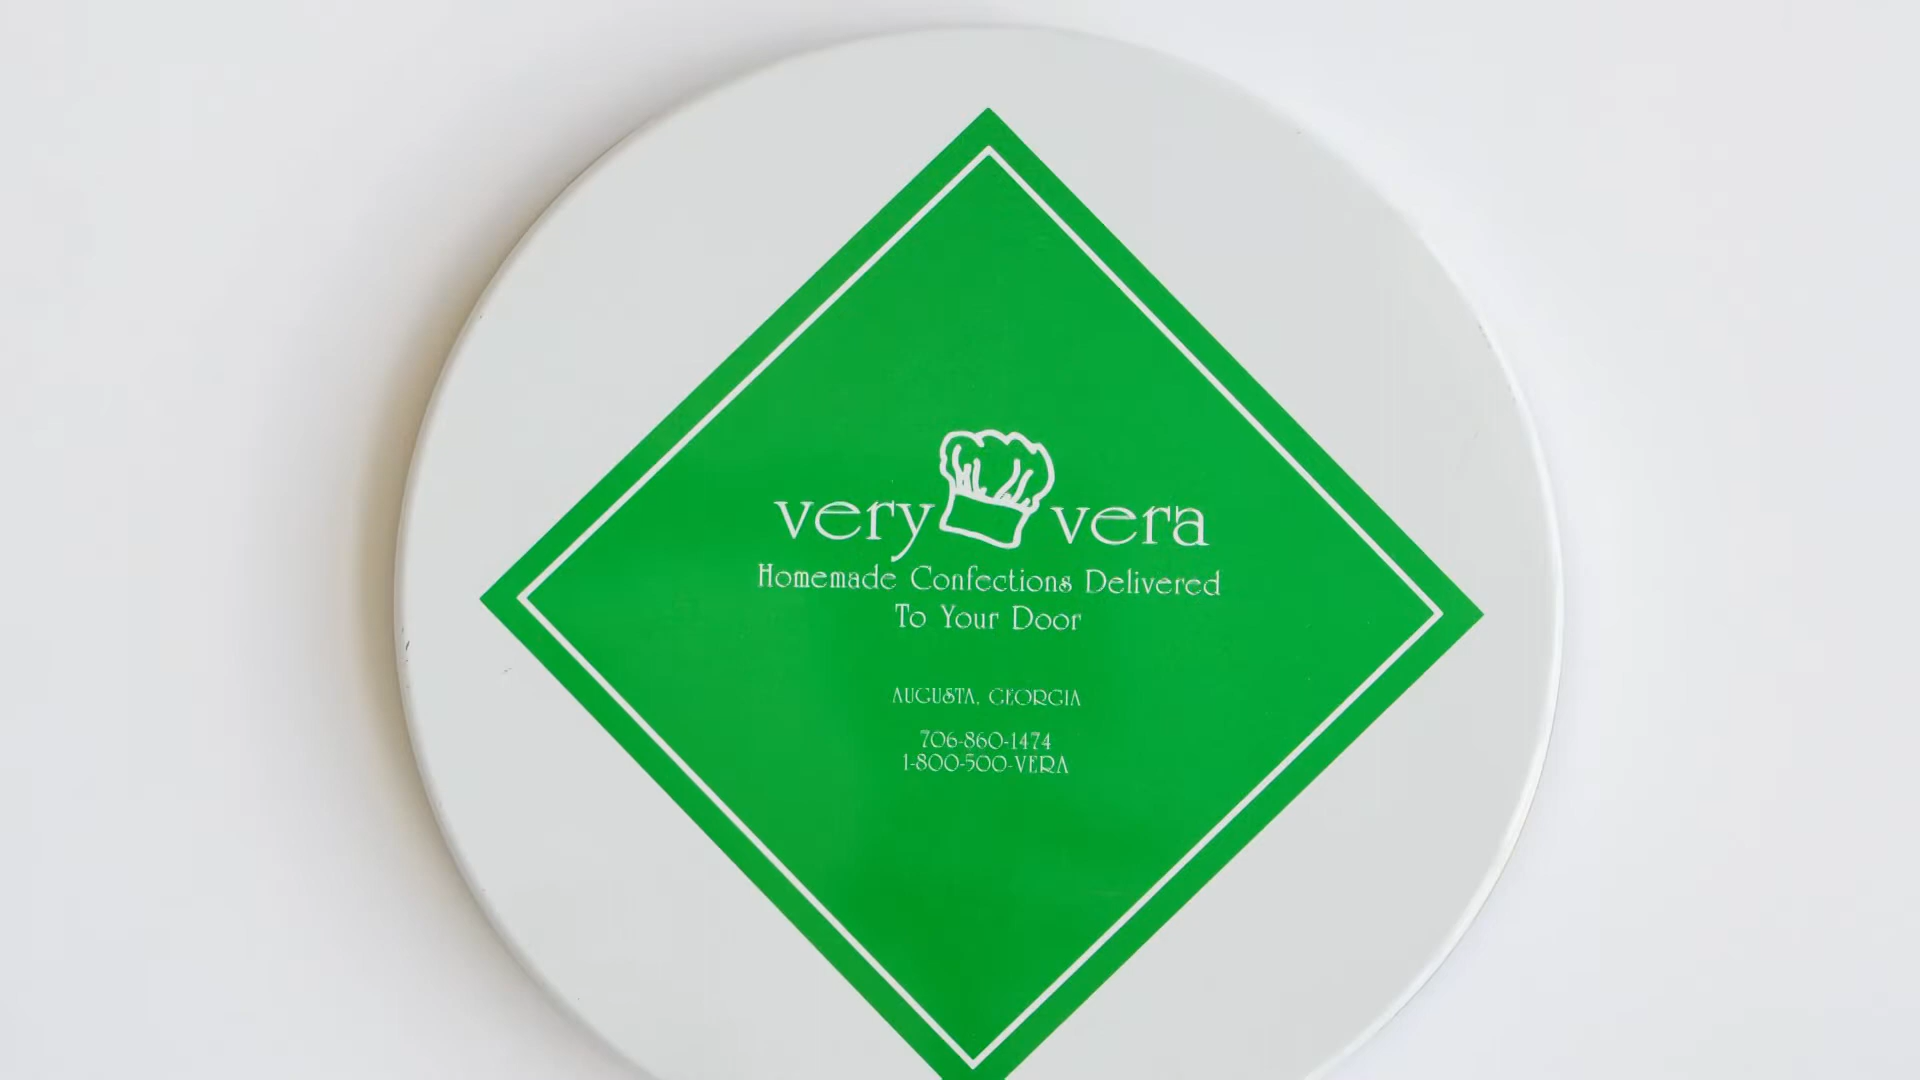 very vera
Homemade Confections Delivered
To Your Door
AUGUSTA, GEORGIA
706-860-1474
1-800-500-VERA